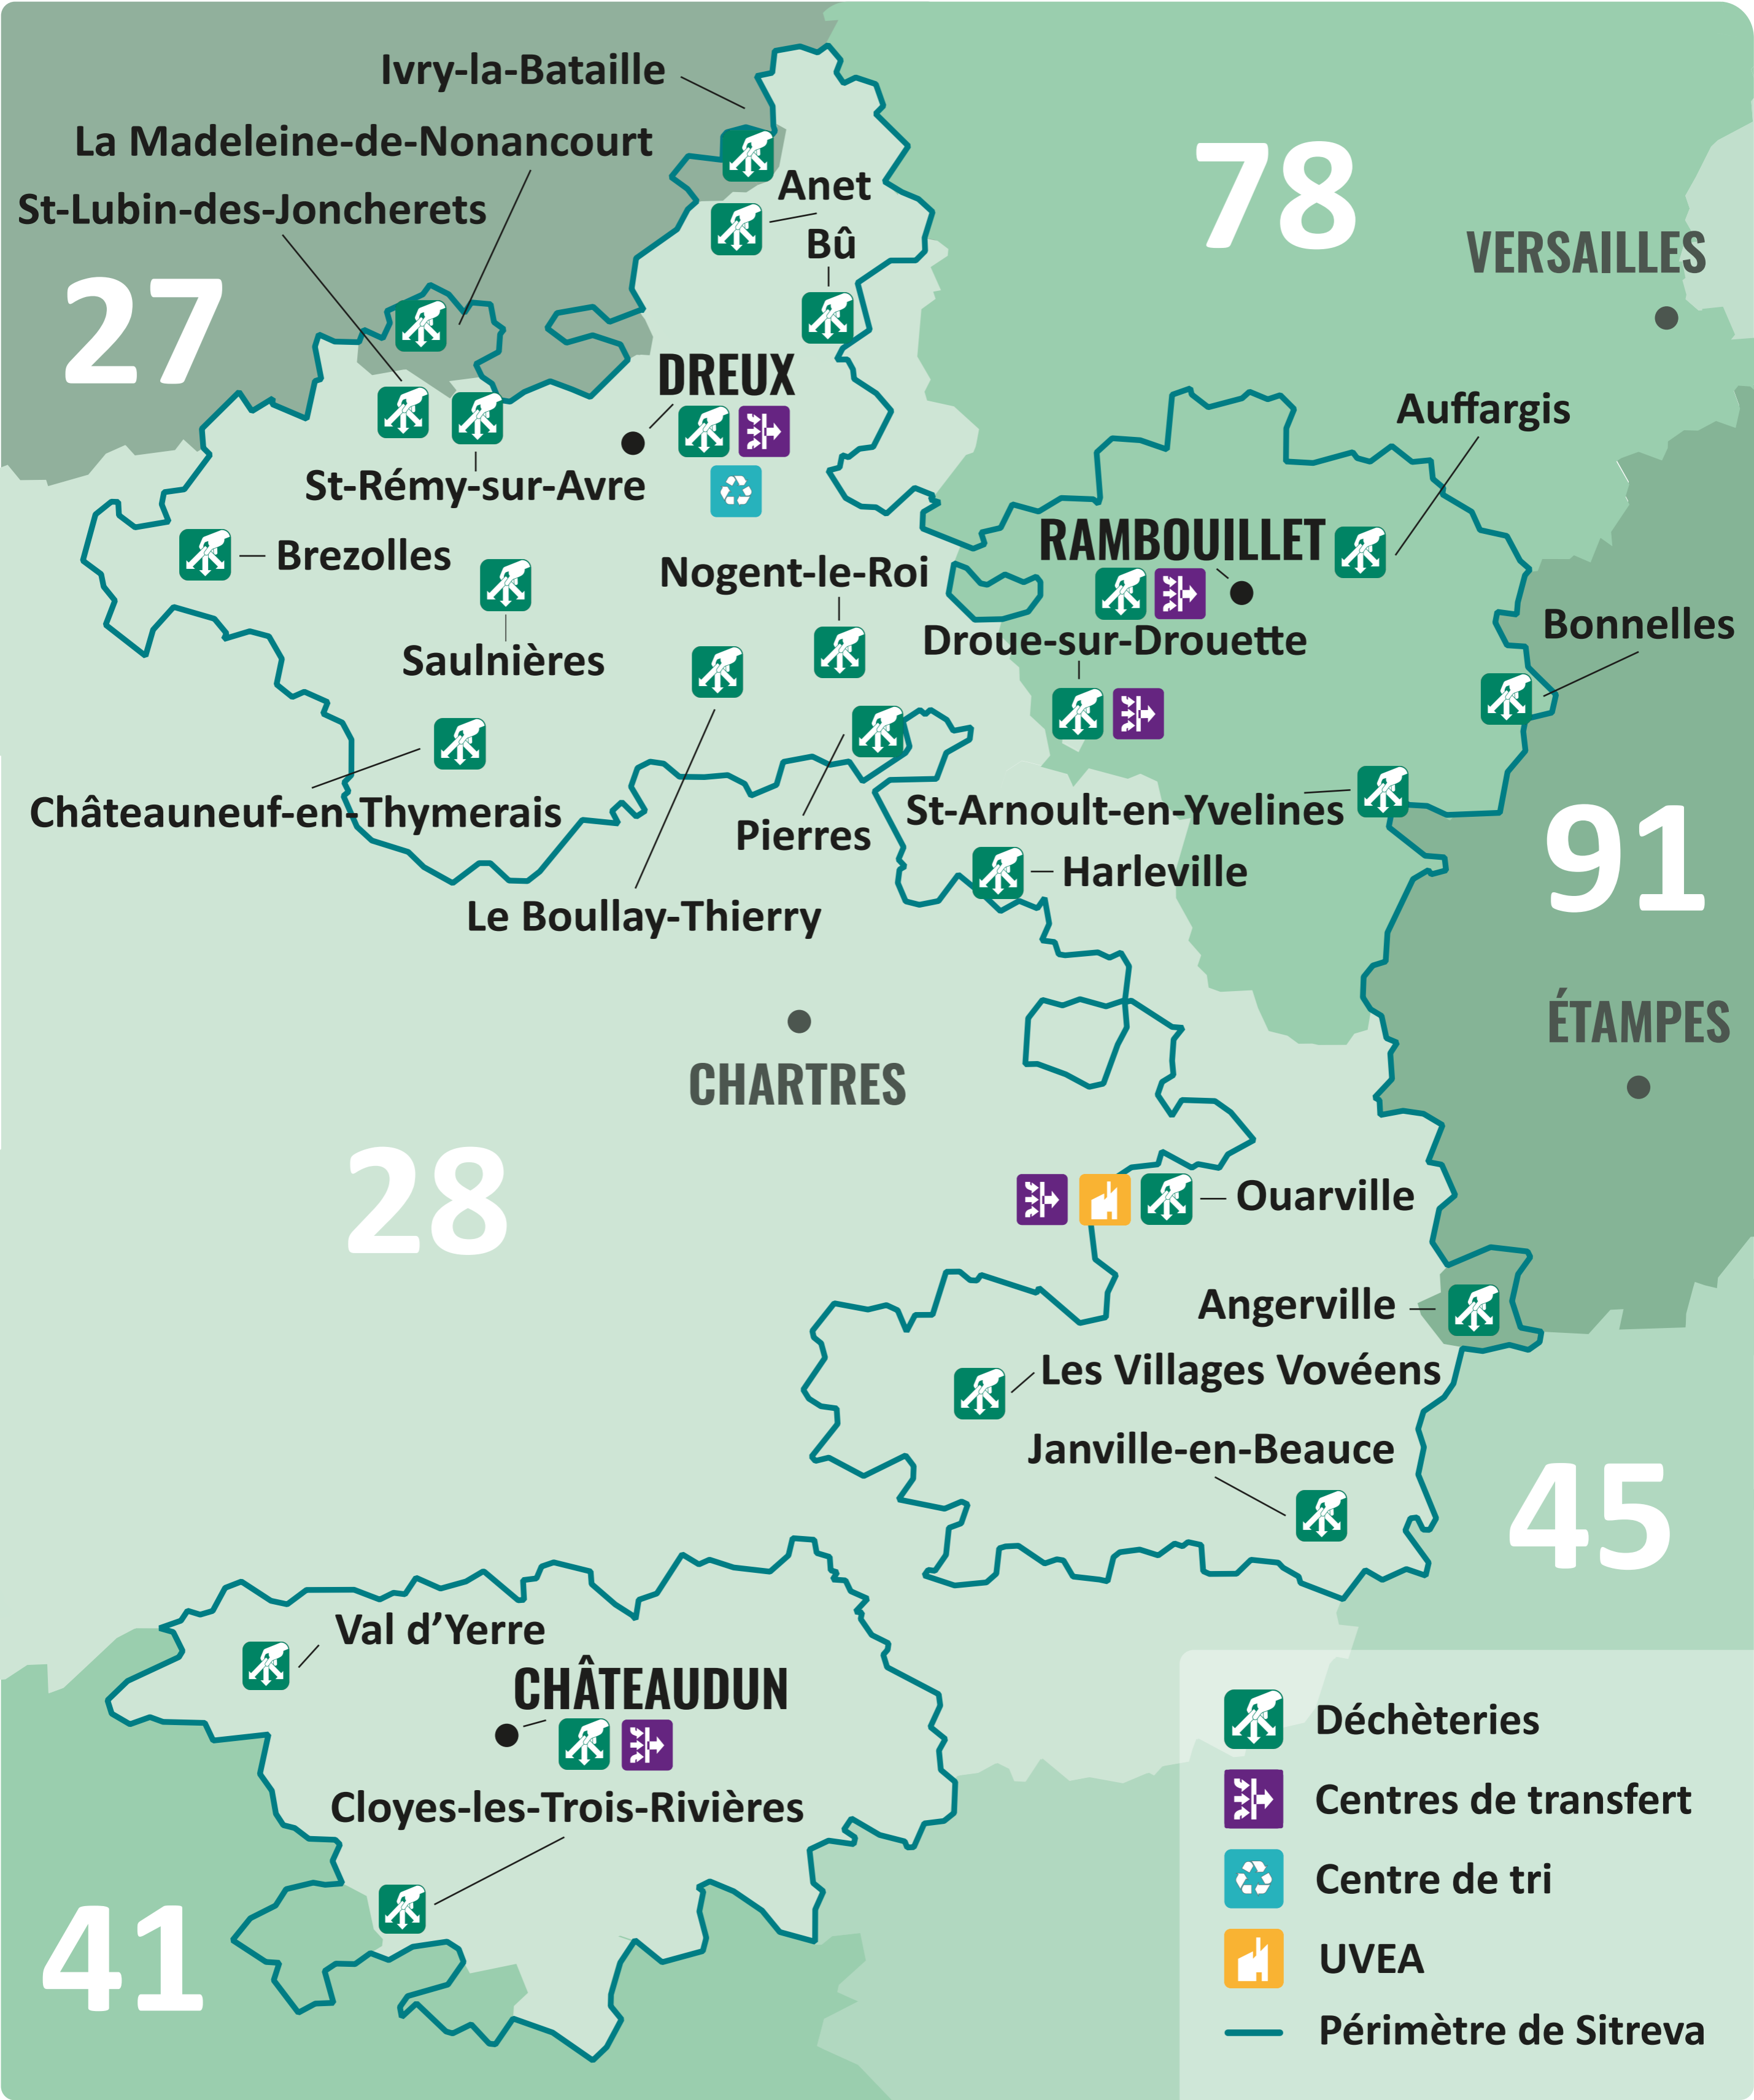 Ivry-la-Bataille
La Madeleine-de-Nonancourt
78
Anet
St-Lubin-des-Joncherets
Bû
VERSAILLES
27
DREUX
Auffargis
St-Rémy-sur-Avre
RAMBOUILLET
Brezolles
Nogent-le-Roi
Bonnelles
Droue-sur-Drouette
Saulnières
Châteauneuf-en-Thymerais
St-Arnoult-en-Yvelines
Pierres
91
Harleville
Le Boullay-Thierry
ÉTAMPES
CHARTRES
28
Ouarville
Angerville
Les Villages Vovéens
Janville-en-Beauce
45
Val d’Yerre
CHÂTEAUDUN
Cloyes-les-Trois-Rivières
41
Déchèteries
Centres de transfert
Centre de tri
UVEA
Périmètre de Sitreva